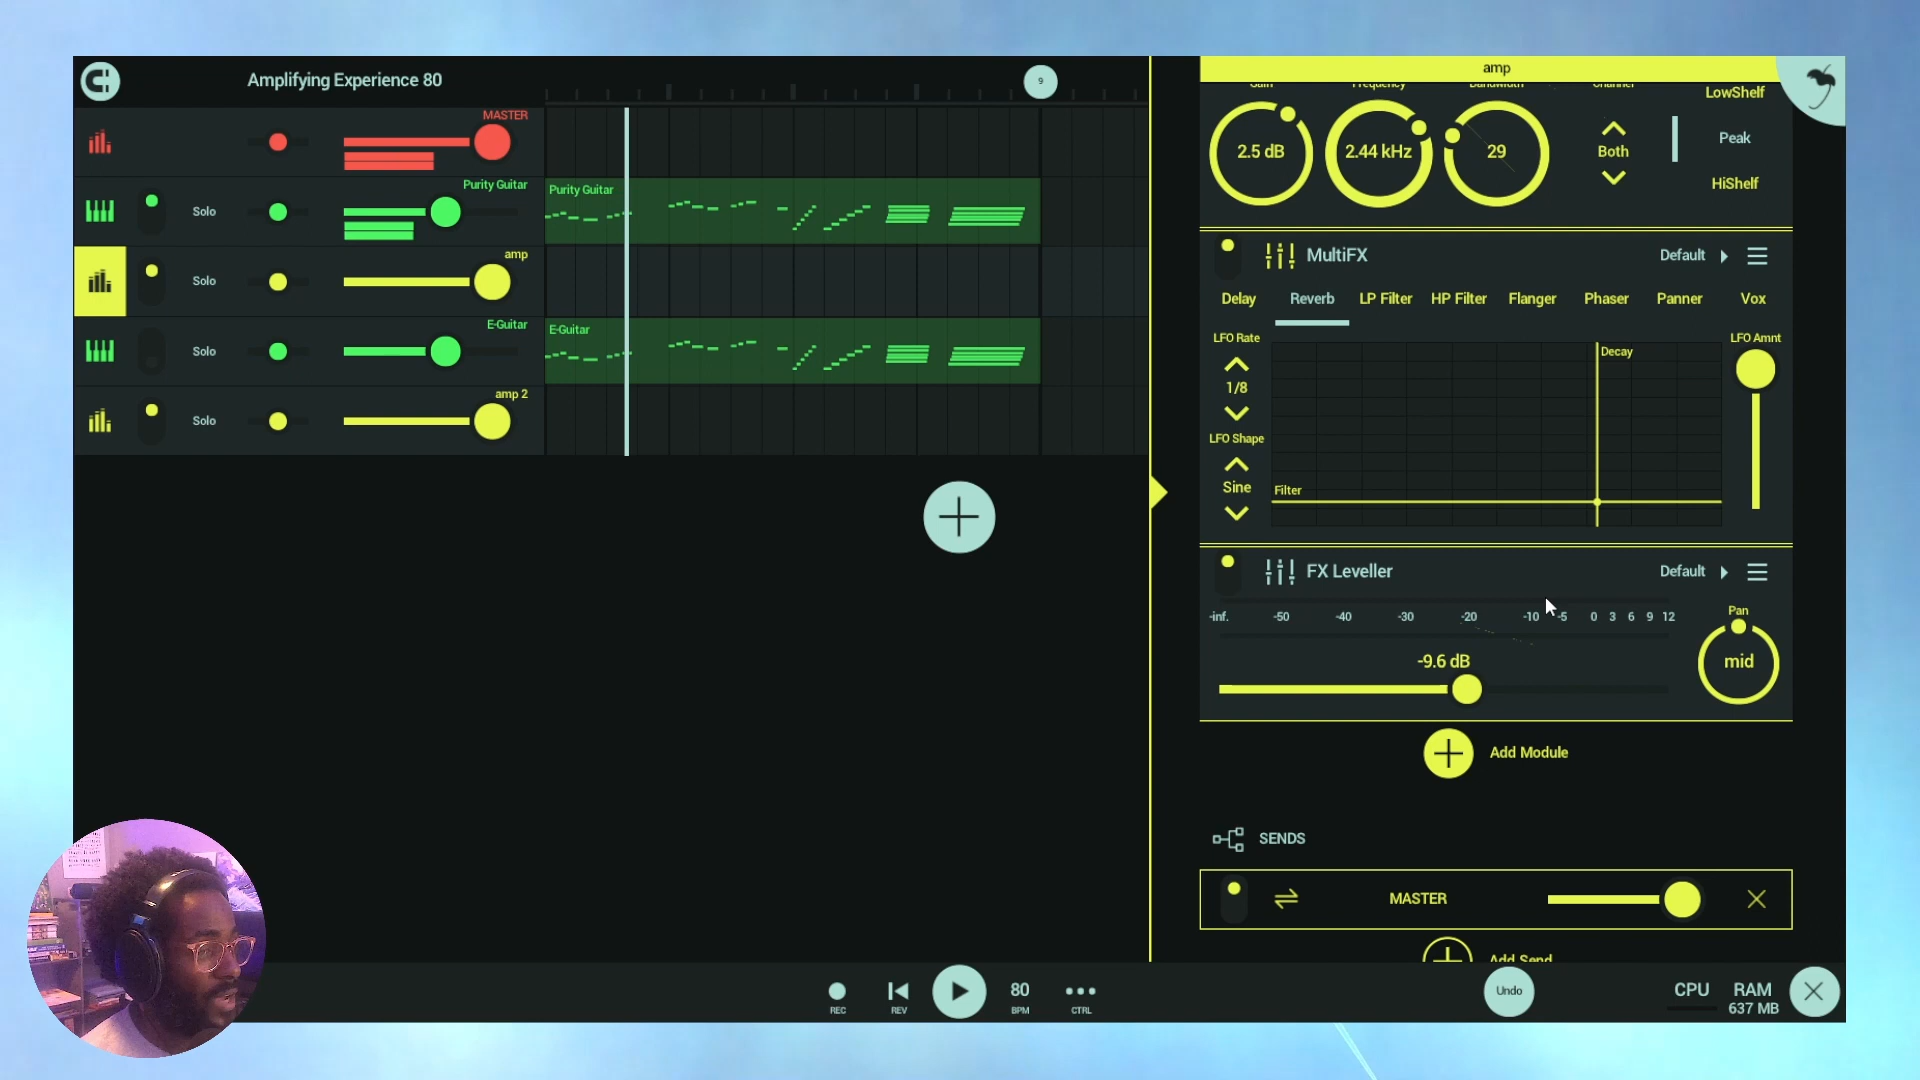 Amplifying Experience 80
9
MASTER
Purity Guitar
Solo
Purity Guitar
amp
Solo
E-Guitar
Solo
E-Guitar
amp 2
Solo
amp
Gain
Frequency
Bandwidth
Channel
LowShelf
2.5 dB
2.44 kHz
29
Both
Peak
HiShelf
MultiFX
Default
Delay
Reverb
LP Filter
HP Filter
Flanger
Phaser
Panner
Vox
LFO Rate
1/8
LFO Shape
Sine
Decay
Filter
LFO Amnt
FX Leveller
Default
-inf. -50 -40 -30 -20 -10 -5 0 3 6 9 12
-9.6 dB
Pan
mid
Add Module
SENDS
MASTER
Add Send
REC
REV
80
BPM
CTRL
Undo
CPU
RAM
637 MB